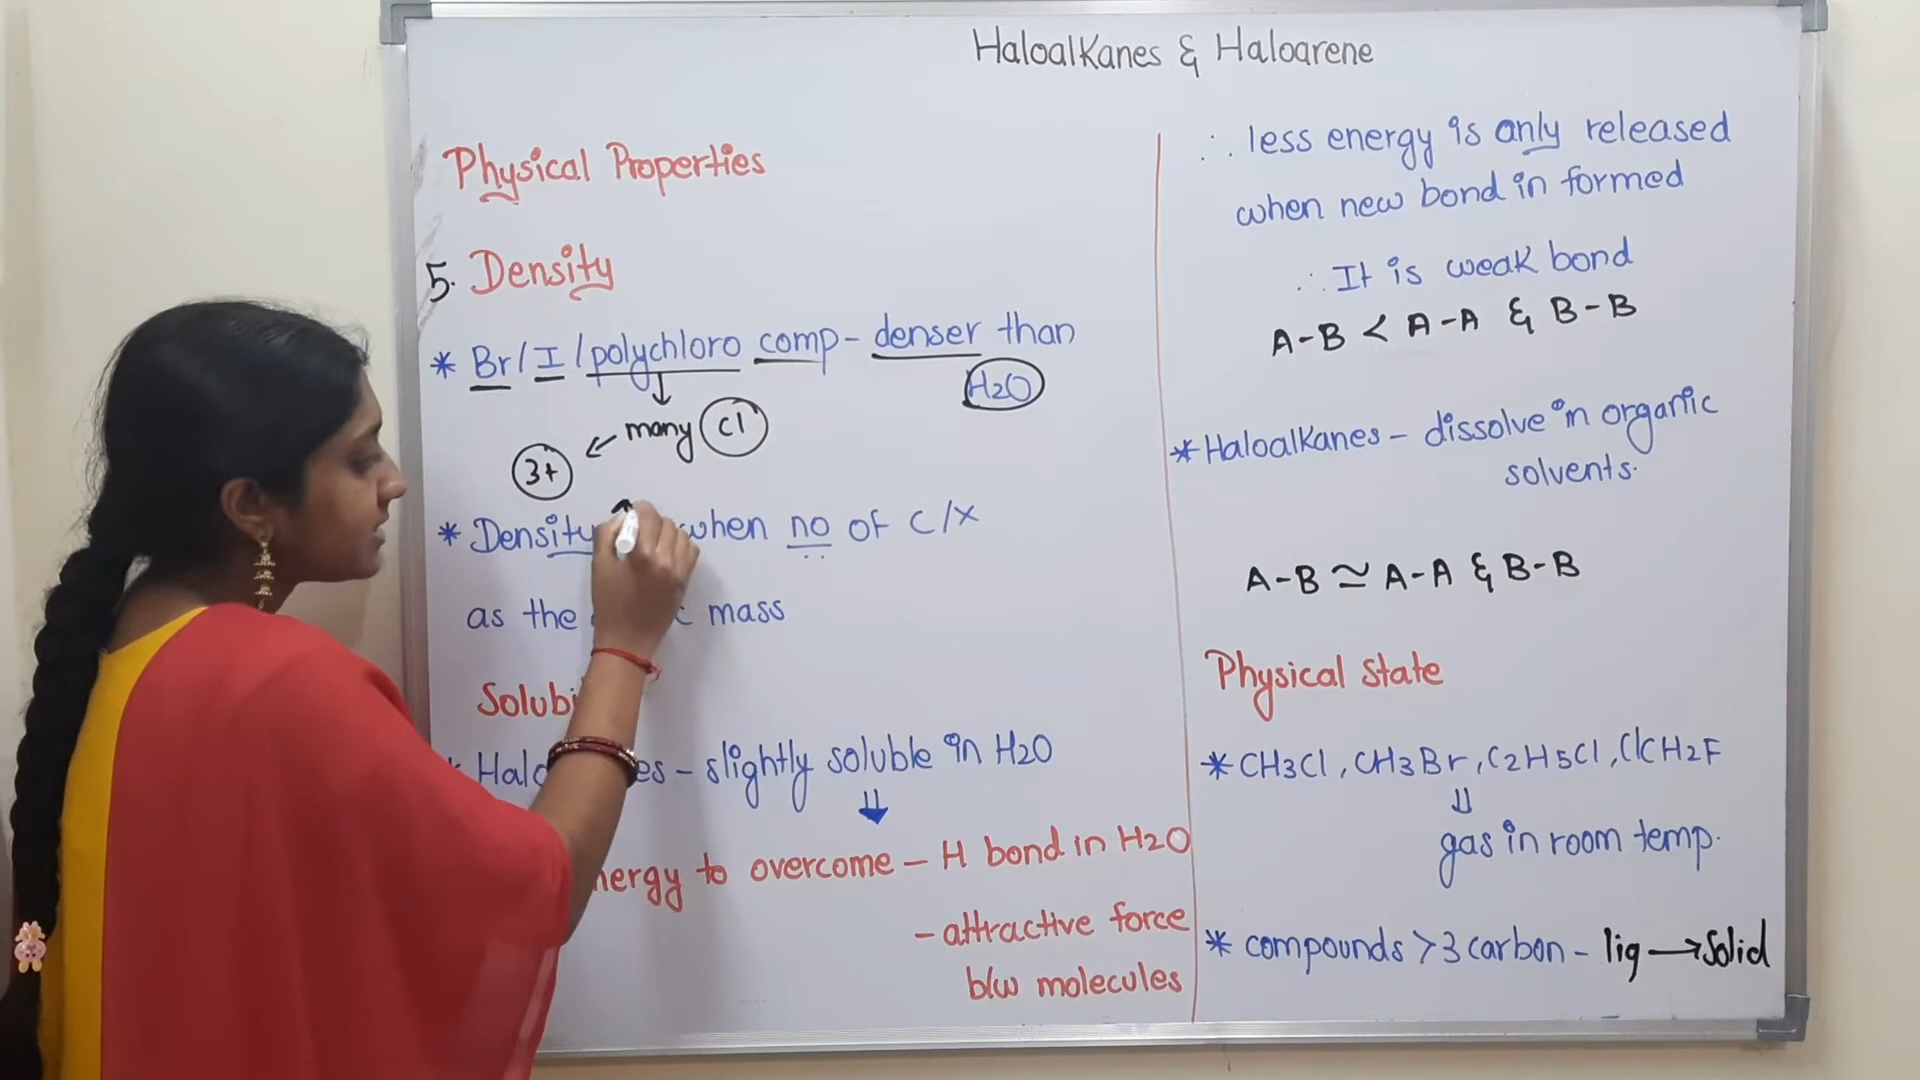 Haloalkanes & Haloarene
Physical Properties
5. Density
* Br/I/polychloro comp- denser than
H2O
many Cl
3+
* Density when no of C/X
as the mass
Solubi
es - slightly soluble in H2O
⇓
nergy to overcome - H bond in H2O
- attractive force
b/w molecules
∴ less energy is only released
when new bond in formed
∴ It is weak bond
A-B < A-A & B-B
* Haloalkanes - dissolve in organic
solvents.
A-B ≃ A-A & B-B
Physical State
* CH3Cl, CH3Br, C2H5Cl, ClCH2F
⇓
gas in room temp.
* compounds >3 carbon - liq → Solid